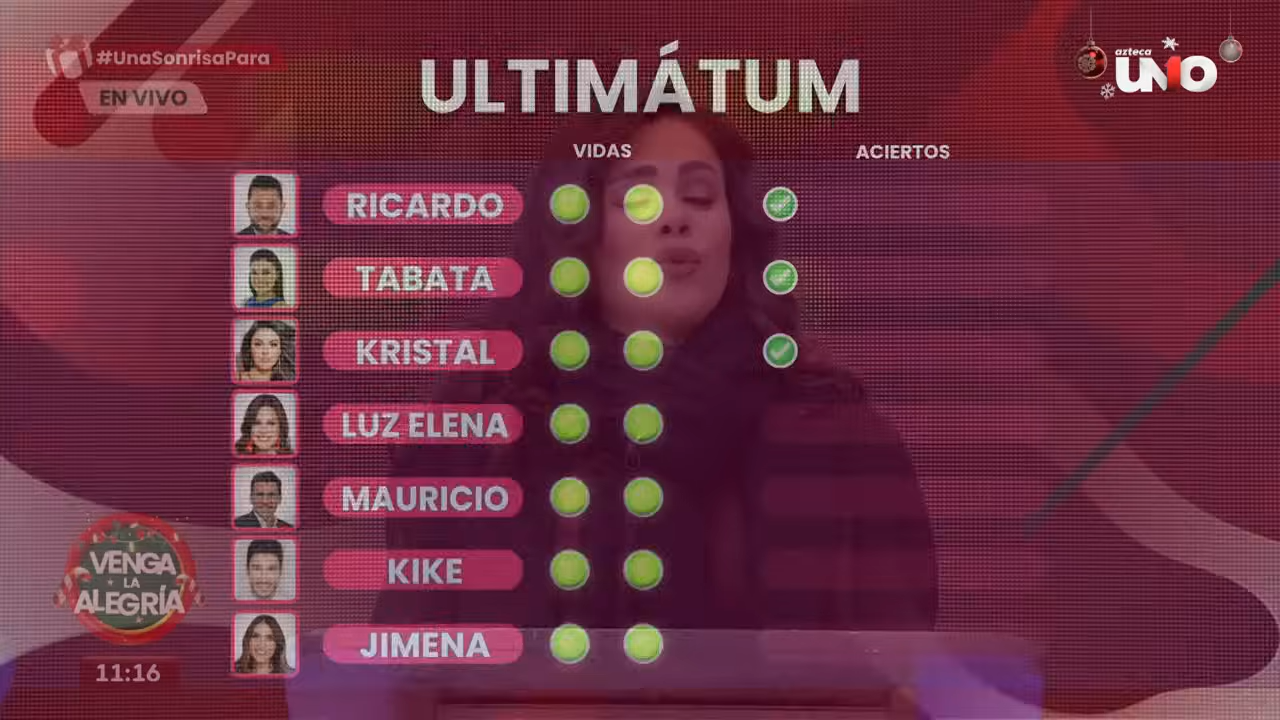 #UnaSonrisaPara
EN VIVO
ULTIMÁTUM
azteca
UNO
VIDAS
ACIERTOS
RICARDO
TABATA
KRISTAL
LUZ ELENA
MAURICIO
KIKE
JIMENA
VENGA
LA
ALEGRÍA
11:16